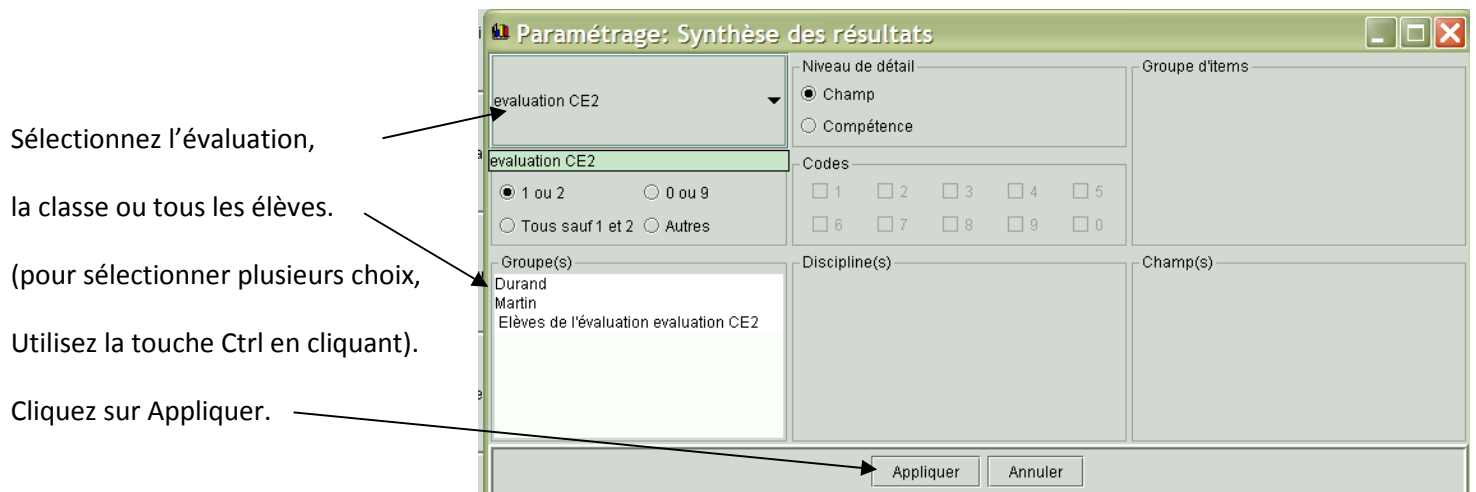 Sélectionnez l’évaluation,
la classe ou tous les élèves.
(pour sélectionner plusieurs choix,
Utilisez la touche Ctrl en cliquant).
Cliquez sur Appliquer.
Paramétrage: Synthèse des résultats
evaluation CE2
evaluation CE2
1 ou 2 0 ou 9
Tous sauf 1 et 2 Autres
Niveau de détail
Champ
Compétence
Codes
1 2 3 4 5
6 7 8 9 0
Groupe d'items
Groupe(s)
Durand
Martin
Elèves de l'évaluation evaluation CE2
Discipline(s)
Champ(s)
Appliquer Annuler